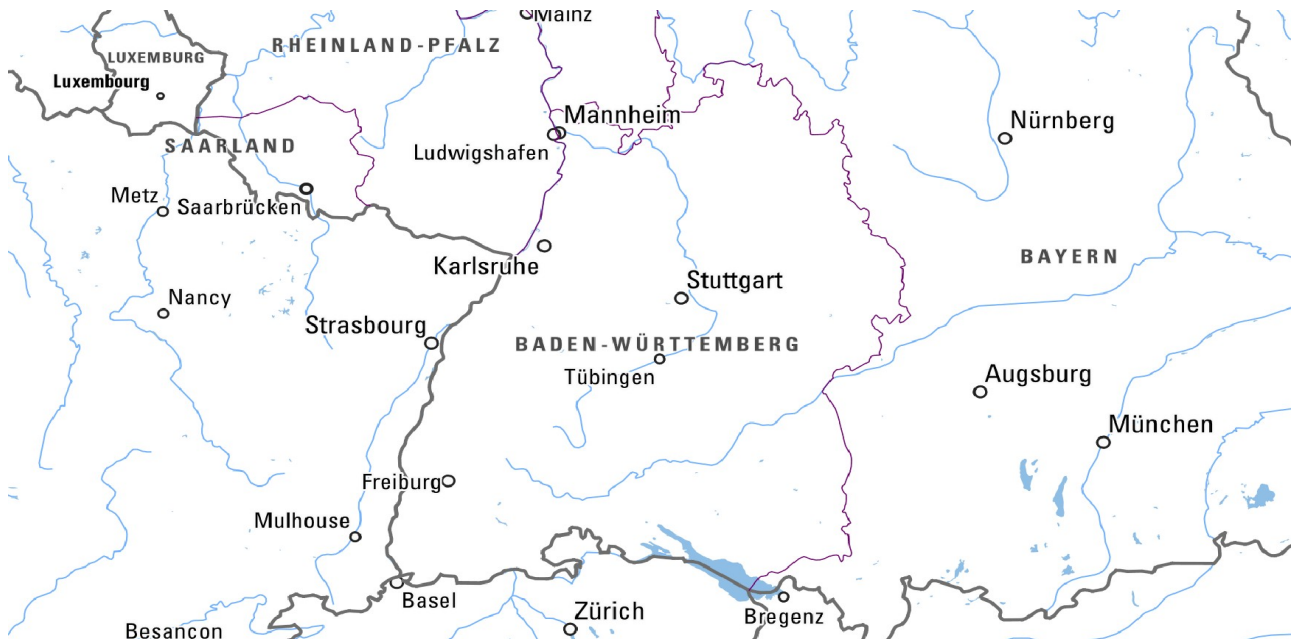 Mainz
RHEINLAND-PFALZ
LUXEMBURG
Luxembourg
Mannheim
Nürnberg
SAARLAND
Ludwigshafen
Metz
Saarbrücken
Karlsruhe
BAYERN
Stuttgart
Nancy
Strasbourg
BADEN-WÜRTTEMBERG
Tübingen
Augsburg
München
Freiburg
Mulhouse
Basel
Zürich
Bregenz
Besancon